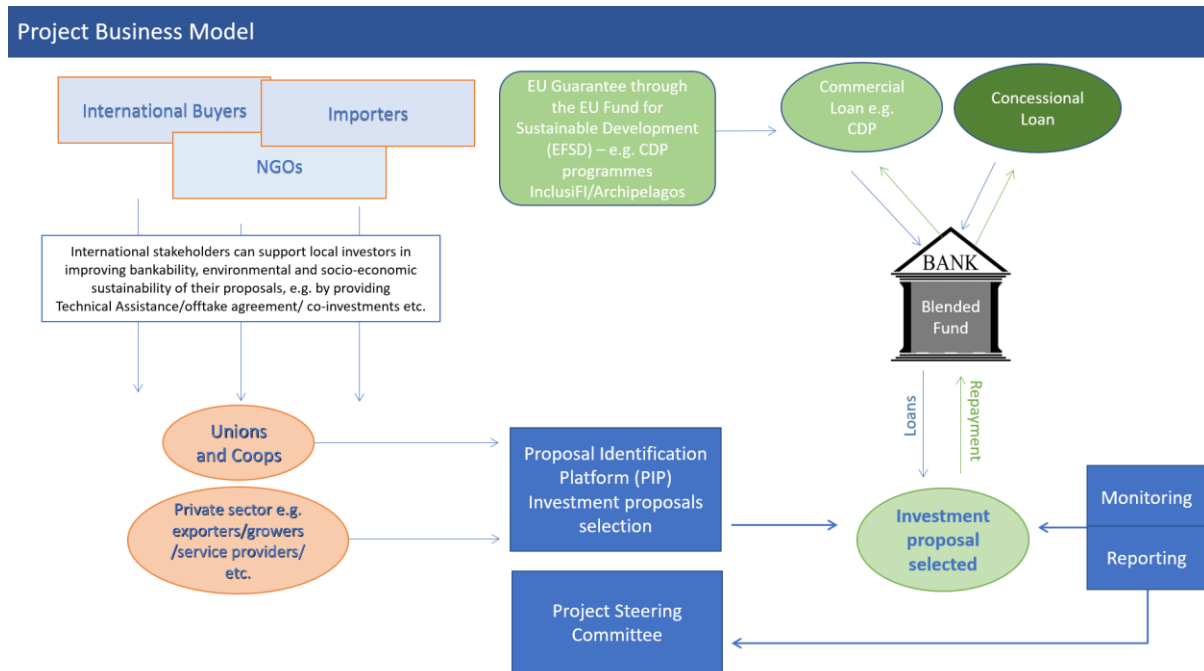 Project Business Model
International Buyers
Importers
NGOs
EU Guarantee through
the EU Fund for
Sustainable Development
(EFSD) – e.g. CDP
programmes
InclusiFI/Archipelagos
Commercial
Loan e.g.
CDP
Concessional
Loan
International stakeholders can support local investors in
improving bankability, environmental and socio-economic
sustainability of their proposals, e.g. by providing
Technical Assistance/offtake agreement/ co-investments etc.
BANK
Blended
Fund
Loans
Repayment
Unions
and Coops
Private sector e.g.
exporters/growers
/service providers/
etc.
Proposal Identification
Platform (PIP)
Investment proposals
selection
Investment
proposal
selected
Monitoring
Reporting
Project Steering
Committee